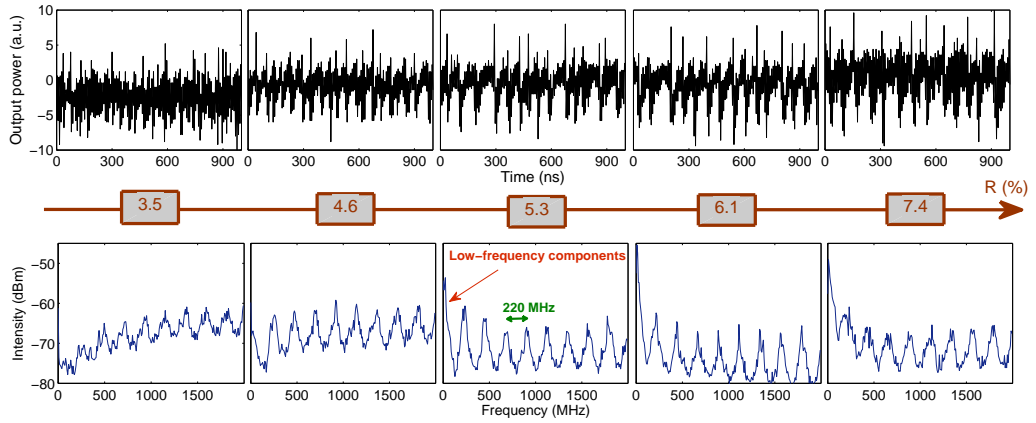 Output power (a.u.)
10
5
0
−5
−10
0 300 600 900
0 300 600 900
0 300 600 900
0 300 600 900
0 300 600 900
Time (ns)
R (%)
3.5
4.6
5.3
6.1
7.4
Intensity (dBm)
−50
−60
−70
−80
Low−frequency components
220 MHz
0 500 1000 1500
0 500 1000 1500
0 500 1000 1500
0 500 1000 1500
0 500 1000 1500
Frequency (MHz)